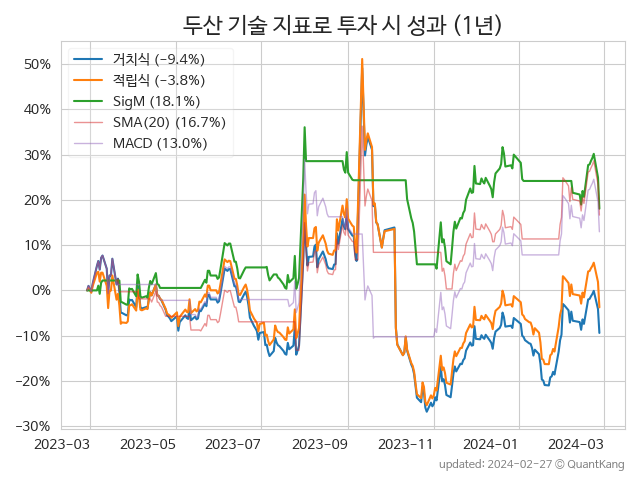 두산 기술 지표로 투자 시 성과 (1년)
거치식 (−9.4%)
적립식 (−3.8%)
SigM (18.1%)
SMA(20) (16.7%)
MACD (13.0%)
50%
40%
30%
20%
10%
0%
−10%
−20%
−30%
2023-03 2023-05 2023-07 2023-09 2023-11 2024-01 2024-03
updated: 2024-02-27 © QuantKang